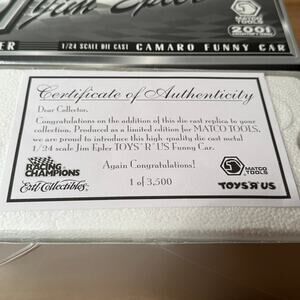 Jim Epler
MATCO TOOLS
2001
1/24 SCALE DIE CAST CAMARO FUNNY CAR
Certificate of Authenticity
Dear Collector,
Congratulations on the addition of this die cast replica to your
collection. Produced as a limited edition for MATCO TOOLS,
we are proud to introduce this high quality die cast metal
1/24 scale Jim Epler TOYS "R" US Funny Car.
Again Congratulations!
1 of 3,500
RACING CHAMPIONS
Ertl Collectibles
MATCO TOOLS
TOYS"R"US